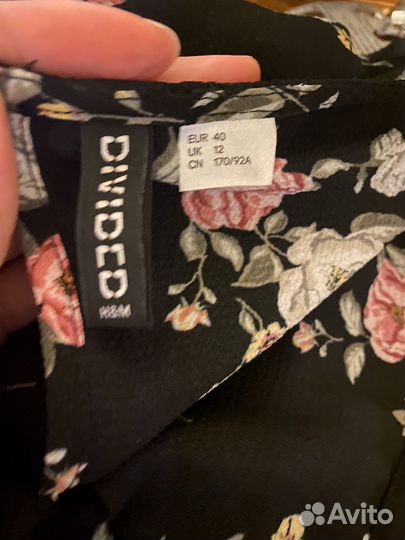 DIVIDED
H&M
EUR 40
UK 12
CN 170/92A
Avito